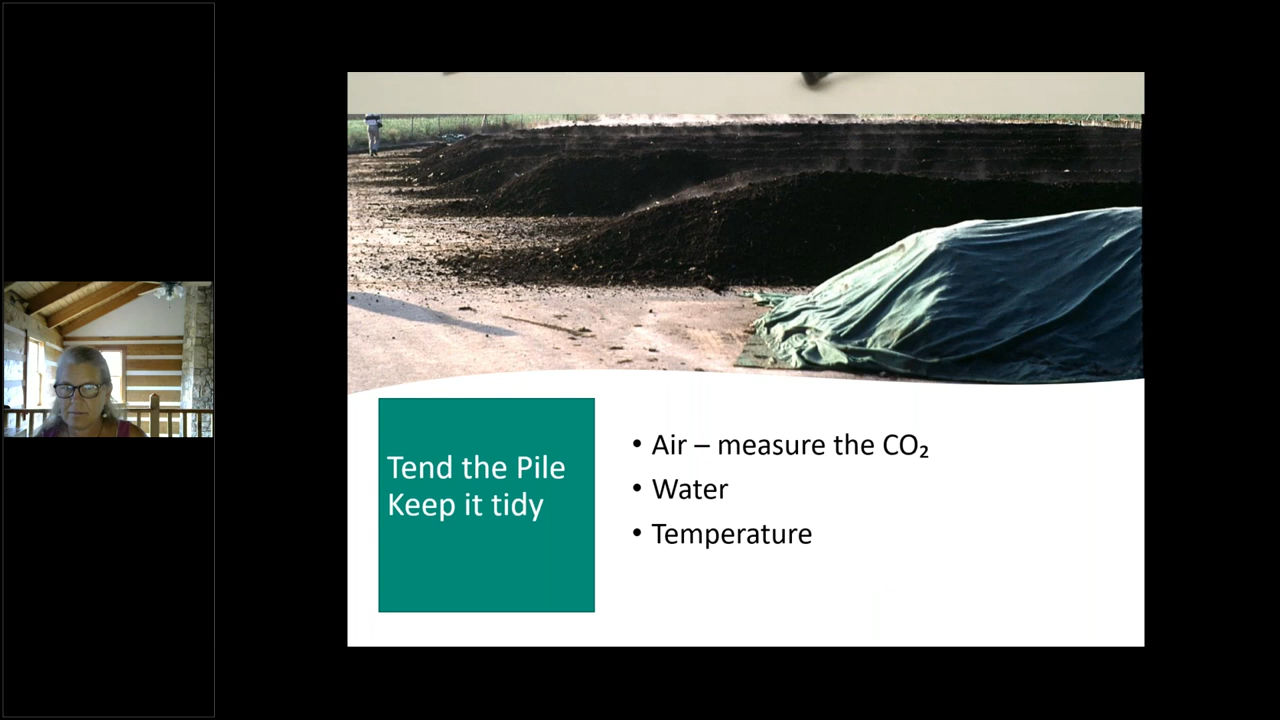 Tend the Pile
Keep it tidy
• Air – measure the CO₂
• Water
• Temperature